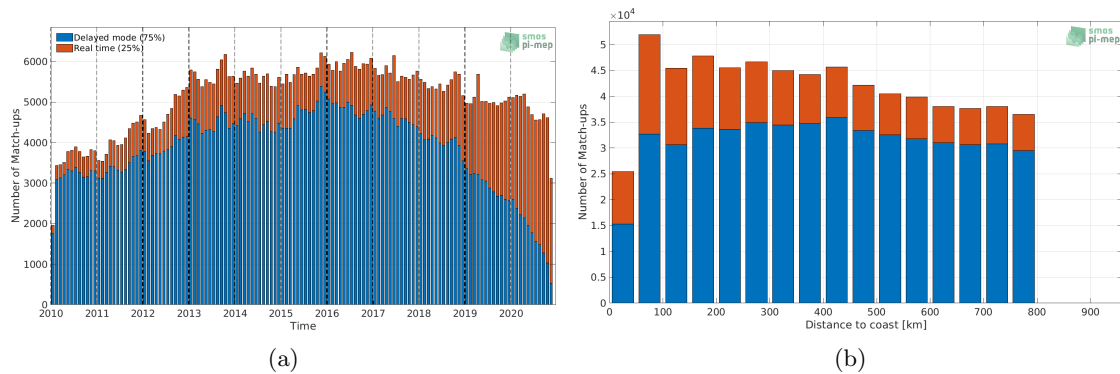 Delayed mode (75%)
Real time (25%)
smos
pi-mep
Number of Match-ups
6000
5000
4000
3000
2000
1000
0
2010 2011 2012 2013 2014 2015 2016 2017 2018 2019 2020
Time
(a)
×10⁴
smos
pi-mep
Number of Match-ups
5
4.5
4
3.5
3
2.5
2
1.5
1
0.5
0
0 100 200 300 400 500 600 700 800 900
Distance to coast [km]
(b)